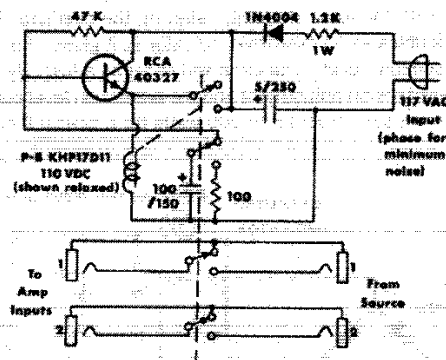 47 K
1N4004 1.2K
1W
RCA
40327
5/250
+
117 VAC
Input
(phase for
minimum
noise)
P-B KHP17D11
110 VDC
(shown relaxed)
+
100
/150
100
1
1
To
Amp
Inputs
From
Source
2
2